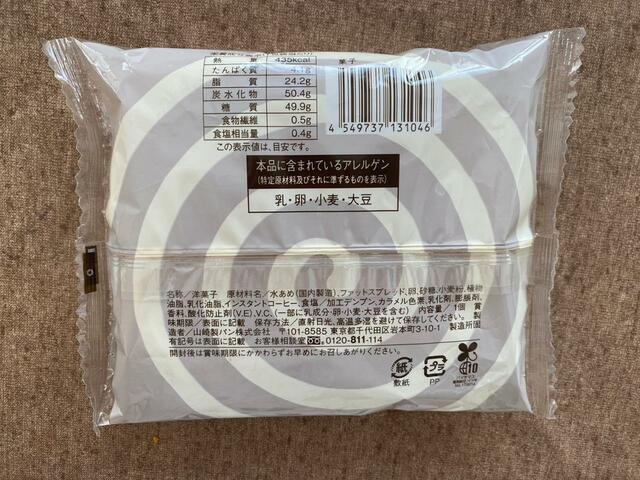 熱 量 435kcal
たんぱく質 4.1g
脂 質 24.2g
炭水化物 50.4g
糖 質 49.9g
食物繊維 0.5g
食塩相当量 0.4g
この表示値は、目安です。
菓子
4 549737 131046
本品に含まれているアレルゲン
(特定原材料及びそれに準ずるものを表示)
乳・卵・小麦・大豆
名称/洋菓子 原材料名/水あめ(国内製造)、ファットスプレッド、卵、砂糖、小麦粉、植物
油脂、乳化油脂、インスタントコーヒー、食塩/加工デンプン、カラメル色素、乳化剤、膨脹剤、
香料、酸化防止剤(V.E)、V.C、(一部に乳成分・卵・小麦・大豆を含む) 内容量/1個 賞
味期限/表面に記載 保存方法/直射日光、高温多湿を避けて保存してください。 製
造者/山崎製パン株式会社 〒101-8585 東京都千代田区岩本町3-10-1 製造所固
有記号は表面に記載 お客様相談室 0120-811-114
開封後は賞味期限にかかわらずお早めにお召しあがりください。
紙
敷紙
プラ
PP
10